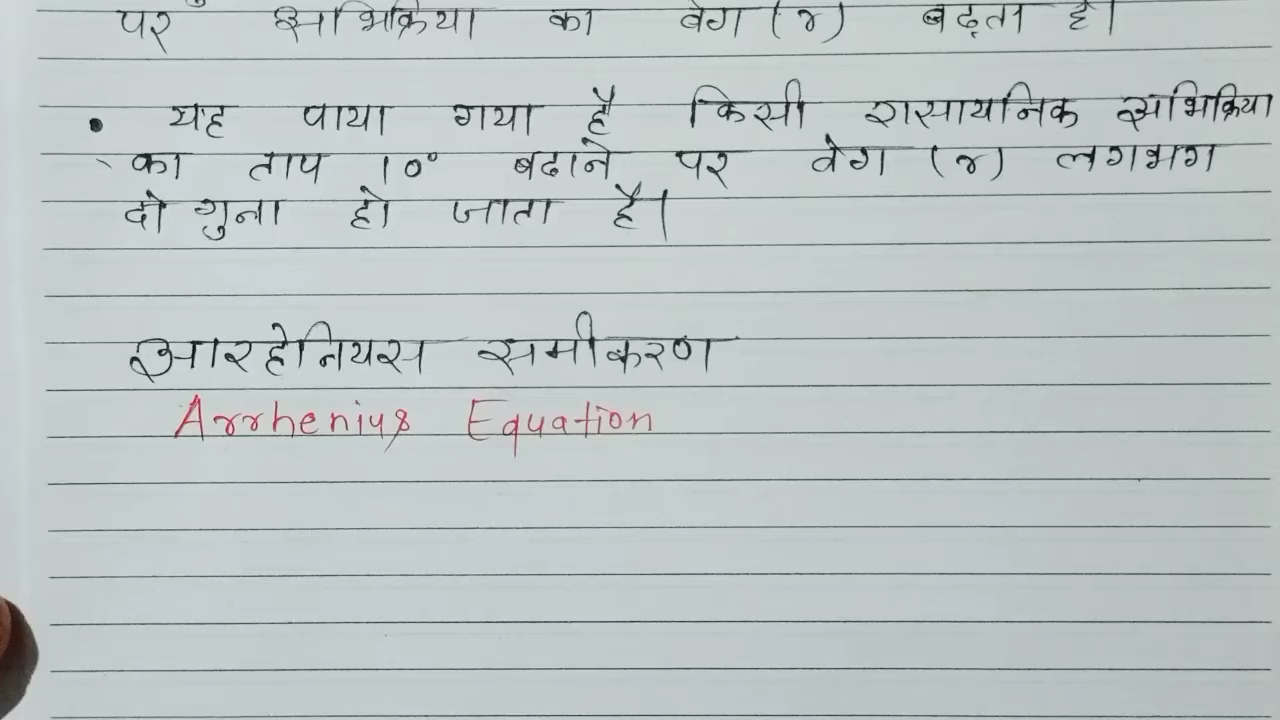 पर अभिक्रिया का वेग (r) बढ़ता है।
• यह पाया गया है किसी रासायनिक अभिक्रिया
का ताप 10° बढाने पर वेग (r) लगभग
दो गुना हो जाता है।
आरहेनियस समीकरण
Arrhenius Equation